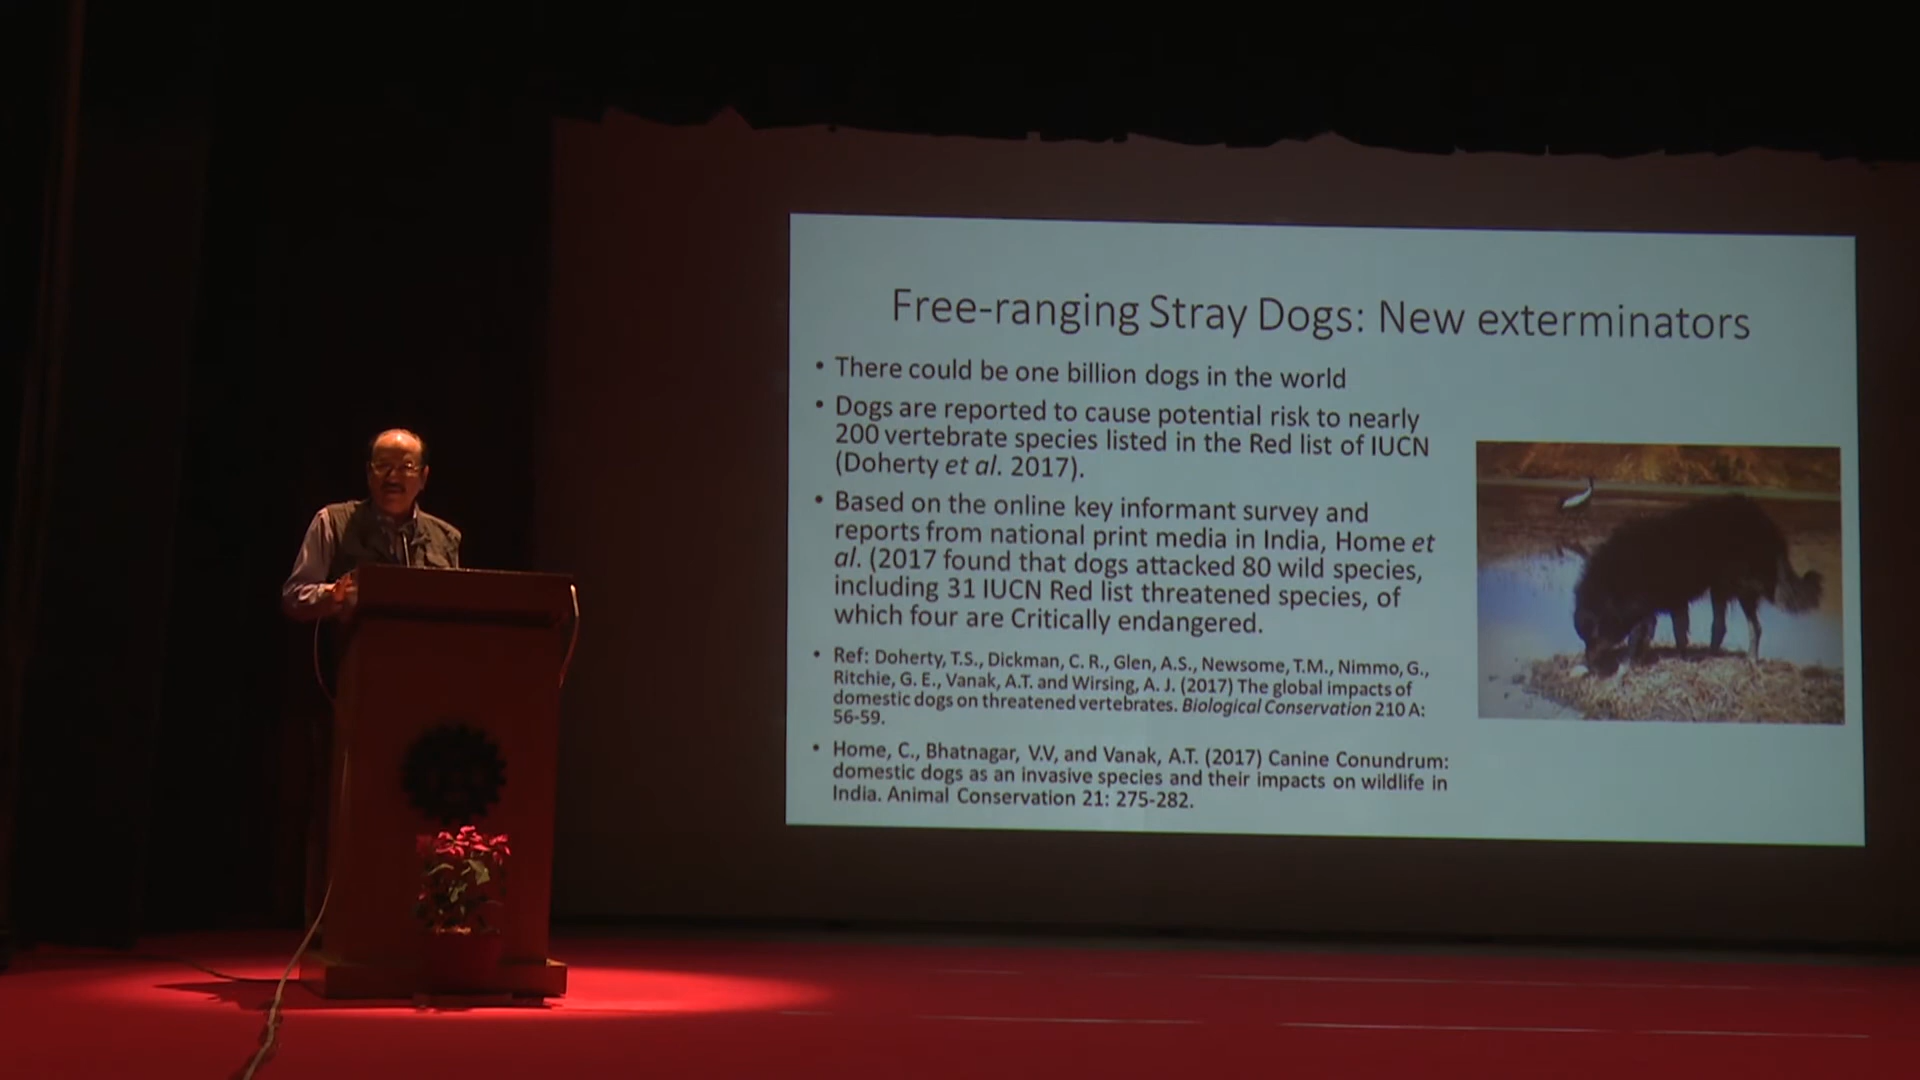 Free-ranging Stray Dogs: New exterminators
• There could be one billion dogs in the world
• Dogs are reported to cause potential risk to nearly
200 vertebrate species listed in the Red list of IUCN
(Doherty et al. 2017).
• Based on the online key informant survey and
reports from national print media in India, Home et
al. (2017 found that dogs attacked 80 wild species,
including 31 IUCN Red list threatened species, of
which four are Critically endangered.
• Ref: Doherty, T.S., Dickman, C. R., Glen, A.S., Newsome, T.M., Nimmo, G.,
Ritchie, G. E., Vanak, A.T. and Wirsing, A. J. (2017) The global impacts of
domestic dogs on threatened vertebrates. Biological Conservation 210 A:
56-59.
• Home, C., Bhatnagar, V.V, and Vanak, A.T. (2017) Canine Conundrum:
domestic dogs as an invasive species and their impacts on wildlife in
India. Animal Conservation 21: 275-282.